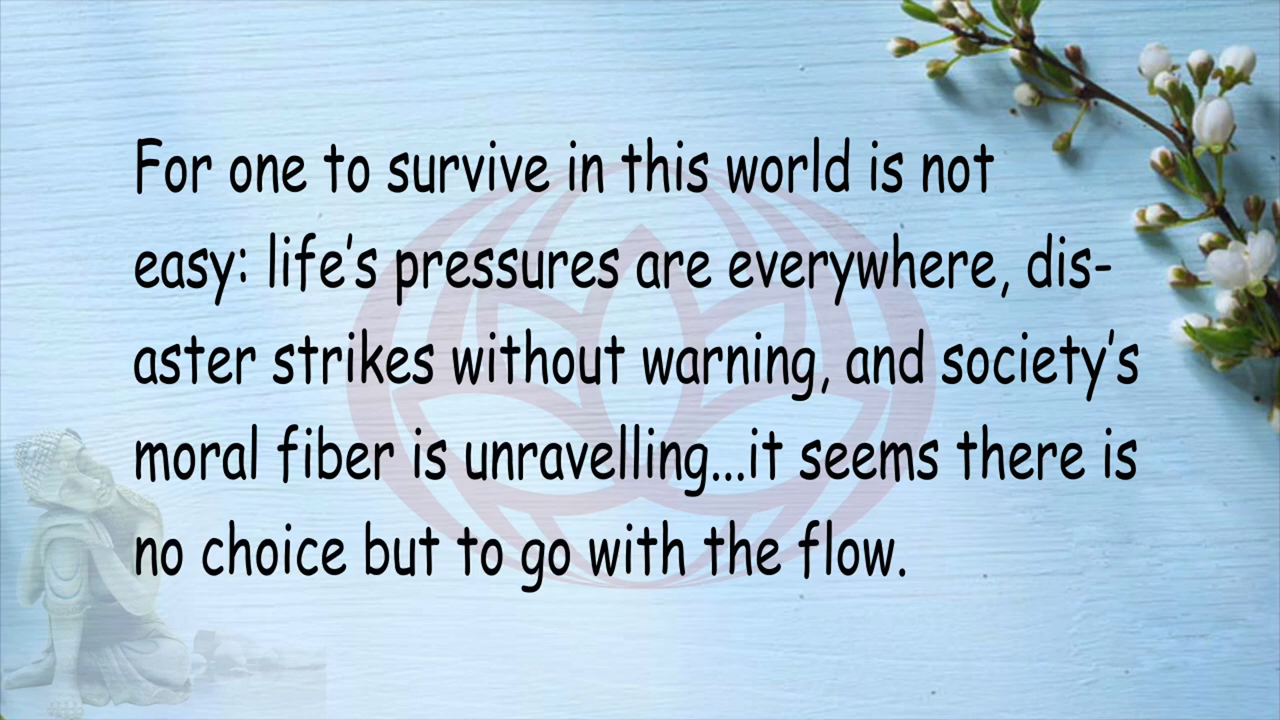 For one to survive in this world is not
easy: life’s pressures are everywhere, dis-
aster strikes without warning, and society’s
moral fiber is unravelling...it seems there is
no choice but to go with the flow.